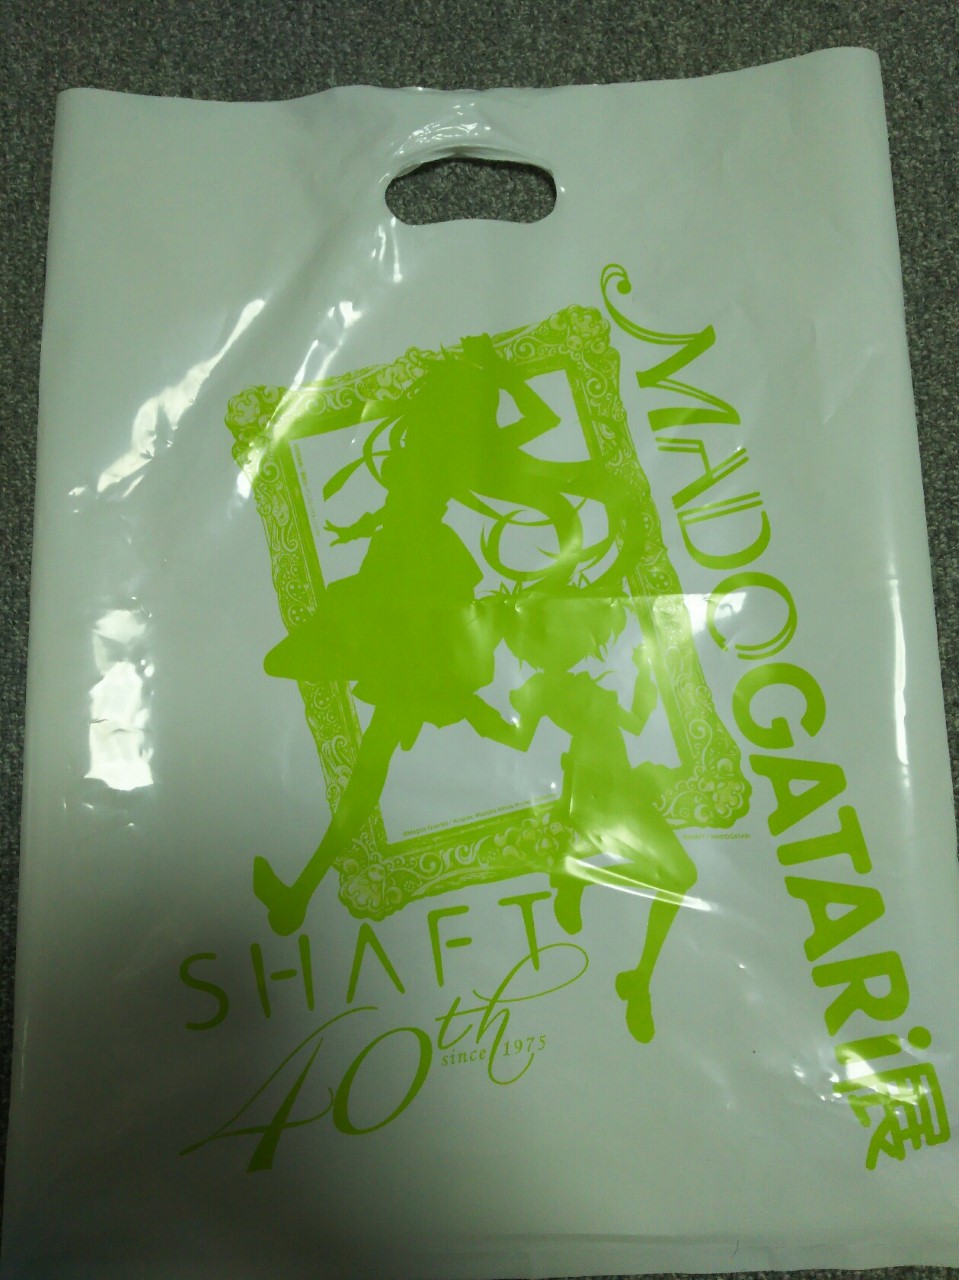 MADOGATARi展
SHAFT
40th
since 1975